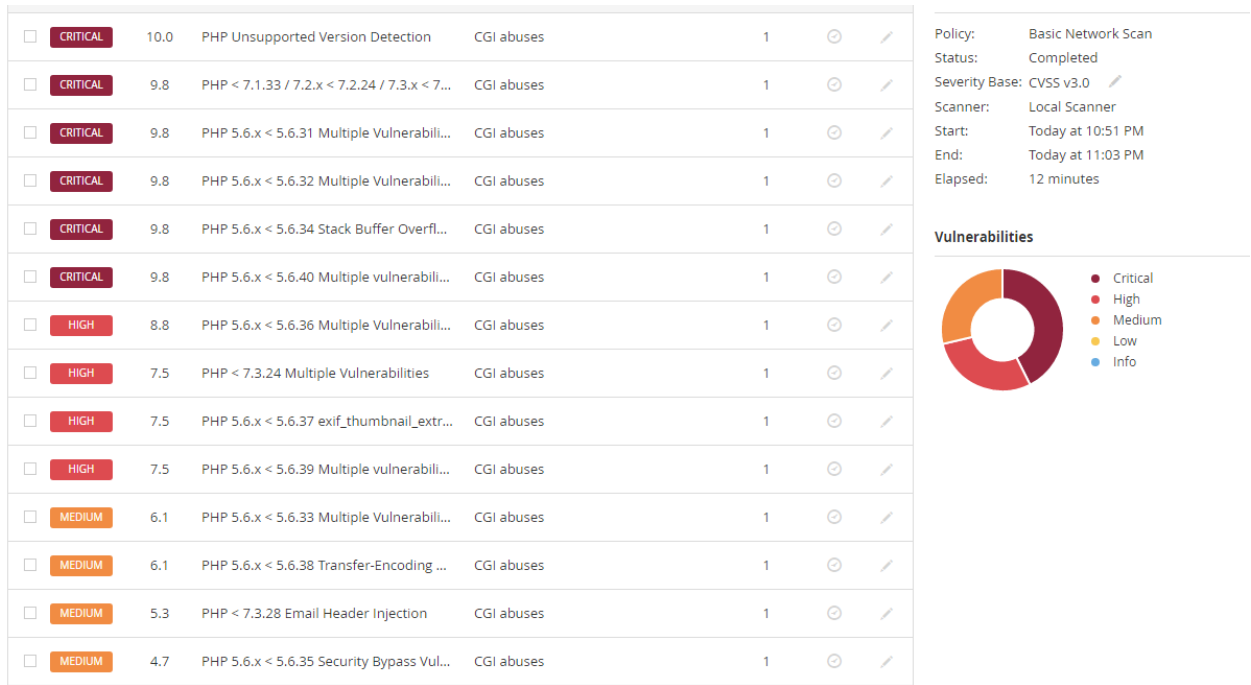 CRITICAL 10.0 PHP Unsupported Version Detection CGI abuses 1
CRITICAL 9.8 PHP < 7.1.33 / 7.2.x < 7.2.24 / 7.3.x < 7... CGI abuses 1
CRITICAL 9.8 PHP 5.6.x < 5.6.31 Multiple Vulnerabili... CGI abuses 1
CRITICAL 9.8 PHP 5.6.x < 5.6.32 Multiple Vulnerabili... CGI abuses 1
CRITICAL 9.8 PHP 5.6.x < 5.6.34 Stack Buffer Overfl... CGI abuses 1
CRITICAL 9.8 PHP 5.6.x < 5.6.40 Multiple vulnerabili... CGI abuses 1
HIGH 8.8 PHP 5.6.x < 5.6.36 Multiple Vulnerabili... CGI abuses 1
HIGH 7.5 PHP < 7.3.24 Multiple Vulnerabilities CGI abuses 1
HIGH 7.5 PHP 5.6.x < 5.6.37 exif_thumbnail_extr... CGI abuses 1
HIGH 7.5 PHP 5.6.x < 5.6.39 Multiple vulnerabili... CGI abuses 1
MEDIUM 6.1 PHP 5.6.x < 5.6.33 Multiple Vulnerabili... CGI abuses 1
MEDIUM 6.1 PHP 5.6.x < 5.6.38 Transfer-Encoding ... CGI abuses 1
MEDIUM 5.3 PHP < 7.3.28 Email Header Injection CGI abuses 1
MEDIUM 4.7 PHP 5.6.x < 5.6.35 Security Bypass Vul... CGI abuses 1
Policy: Basic Network Scan
Status: Completed
Severity Base: CVSS v3.0
Scanner: Local Scanner
Start: Today at 10:51 PM
End: Today at 11:03 PM
Elapsed: 12 minutes
Vulnerabilities
Critical
High
Medium
Low
Info